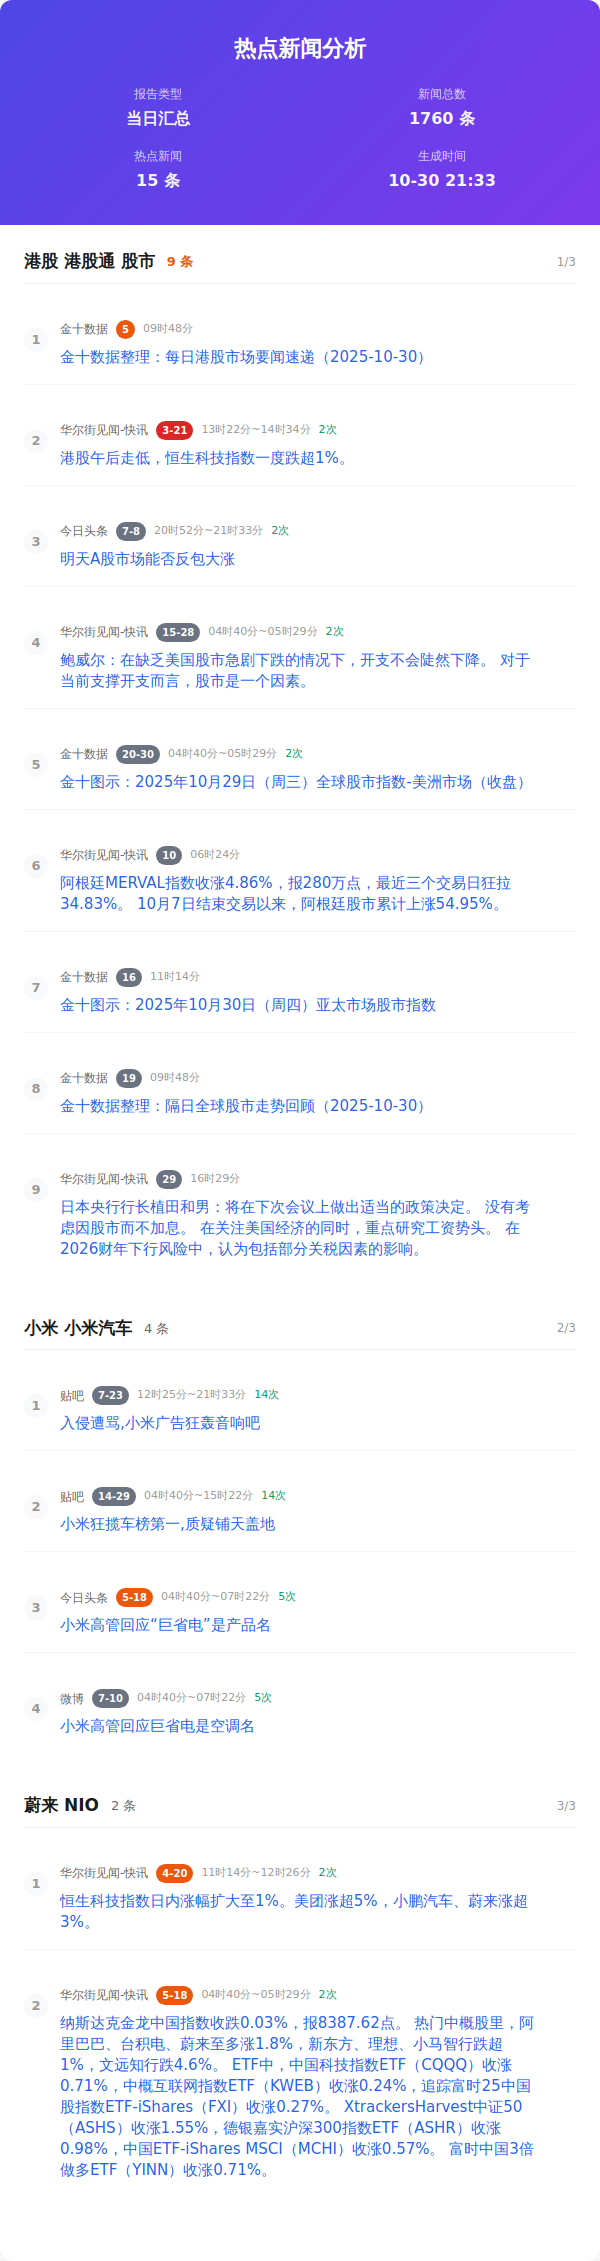 热点新闻分析
报告类型
当日汇总
新闻总数
1760 条
热点新闻
15 条
生成时间
10-30 21:33
港股 港股通 股市 9 条 1/3
1
金十数据 5 09时48分
金十数据整理：每日港股市场要闻速递（2025-10-30）
2
华尔街见闻-快讯 3-21 13时22分~14时34分 2次
港股午后走低，恒生科技指数一度跌超1%。
3
今日头条 7-8 20时52分~21时33分 2次
明天A股市场能否反包大涨
4
华尔街见闻-快讯 15-28 04时40分~05时29分 2次
鲍威尔：在缺乏美国股市急剧下跌的情况下，开支不会陡然下降。 对于
当前支撑开支而言，股市是一个因素。
5
金十数据 20-30 04时40分~05时29分 2次
金十图示：2025年10月29日（周三）全球股市指数-美洲市场（收盘）
6
华尔街见闻-快讯 10 06时24分
阿根廷MERVAL指数收涨4.86%，报280万点，最近三个交易日狂拉
34.83%。 10月7日结束交易以来，阿根廷股市累计上涨54.95%。
7
金十数据 16 11时14分
金十图示：2025年10月30日（周四）亚太市场股市指数
8
金十数据 19 09时48分
金十数据整理：隔日全球股市走势回顾（2025-10-30）
9
华尔街见闻-快讯 29 16时29分
日本央行行长植田和男：将在下次会议上做出适当的政策决定。 没有考
虑因股市而不加息。 在关注美国经济的同时，重点研究工资势头。 在
2026财年下行风险中，认为包括部分关税因素的影响。
小米 小米汽车 4 条 2/3
1
贴吧 7-23 12时25分~21时33分 14次
入侵遭骂,小米广告狂轰音响吧
2
贴吧 14-29 04时40分~15时22分 14次
小米狂揽车榜第一,质疑铺天盖地
3
今日头条 5-18 04时40分~07时22分 5次
小米高管回应“巨省电”是产品名
4
微博 7-10 04时40分~07时22分 5次
小米高管回应巨省电是空调名
蔚来 NIO 2 条 3/3
1
华尔街见闻-快讯 4-20 11时14分~12时26分 2次
恒生科技指数日内涨幅扩大至1%。美团涨超5%，小鹏汽车、蔚来涨超
3%。
2
华尔街见闻-快讯 5-18 04时40分~05时29分 2次
纳斯达克金龙中国指数收跌0.03%，报8387.62点。 热门中概股里，阿
里巴巴、台积电、蔚来至多涨1.8%，新东方、理想、小马智行跌超
1%，文远知行跌4.6%。 ETF中，中国科技指数ETF（CQQQ）收涨
0.71%，中概互联网指数ETF（KWEB）收涨0.24%，追踪富时25中国
股指数ETF-iShares（FXI）收涨0.27%。 XtrackersHarvest中证50
（ASHS）收涨1.55%，德银嘉实沪深300指数ETF（ASHR）收涨
0.98%，中国ETF-iShares MSCI（MCHI）收涨0.57%。 富时中国3倍
做多ETF（YINN）收涨0.71%。